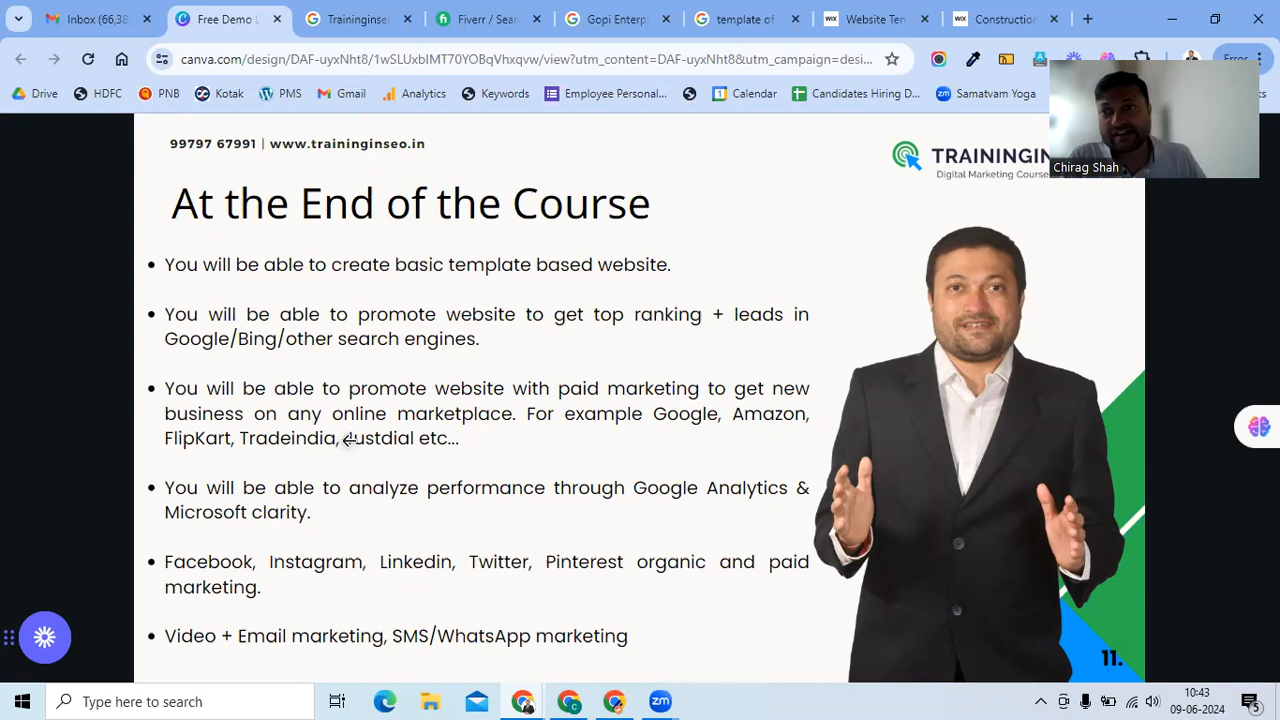 Inbox (66,38
Free Demo L
Traininginse
Fiverr / Sear
Gopi Enterp
template of
Website Ten
Construction
canva.com/design/DAF-uyxNht8/1wSLUxbIMT70YOBqVhxqvw/view?utm_content=DAF-uyxNht8&utm_campaign=desi...
Error
Drive
HDFC
PNB
Kotak
PMS
Gmail
Analytics
Keywords
Employee Personal...
Calendar
Candidates Hiring D...
Samatvam Yoga
99797 67991 | www.traininginseo.in
TRAININGIN
Digital Marketing Course
Chirag Shah
At the End of the Course
• You will be able to create basic template based website.
• You will be able to promote website to get top ranking + leads in
Google/Bing/other search engines.
• You will be able to promote website with paid marketing to get new
business on any online marketplace. For example Google, Amazon,
FlipKart, Tradeindia, Justdial etc...
• You will be able to analyze performance through Google Analytics &
Microsoft clarity.
• Facebook, Instagram, Linkedin, Twitter, Pinterest organic and paid
marketing.
• Video + Email marketing, SMS/WhatsApp marketing
11.
Type here to search
zm
10:43
09-06-2024
5